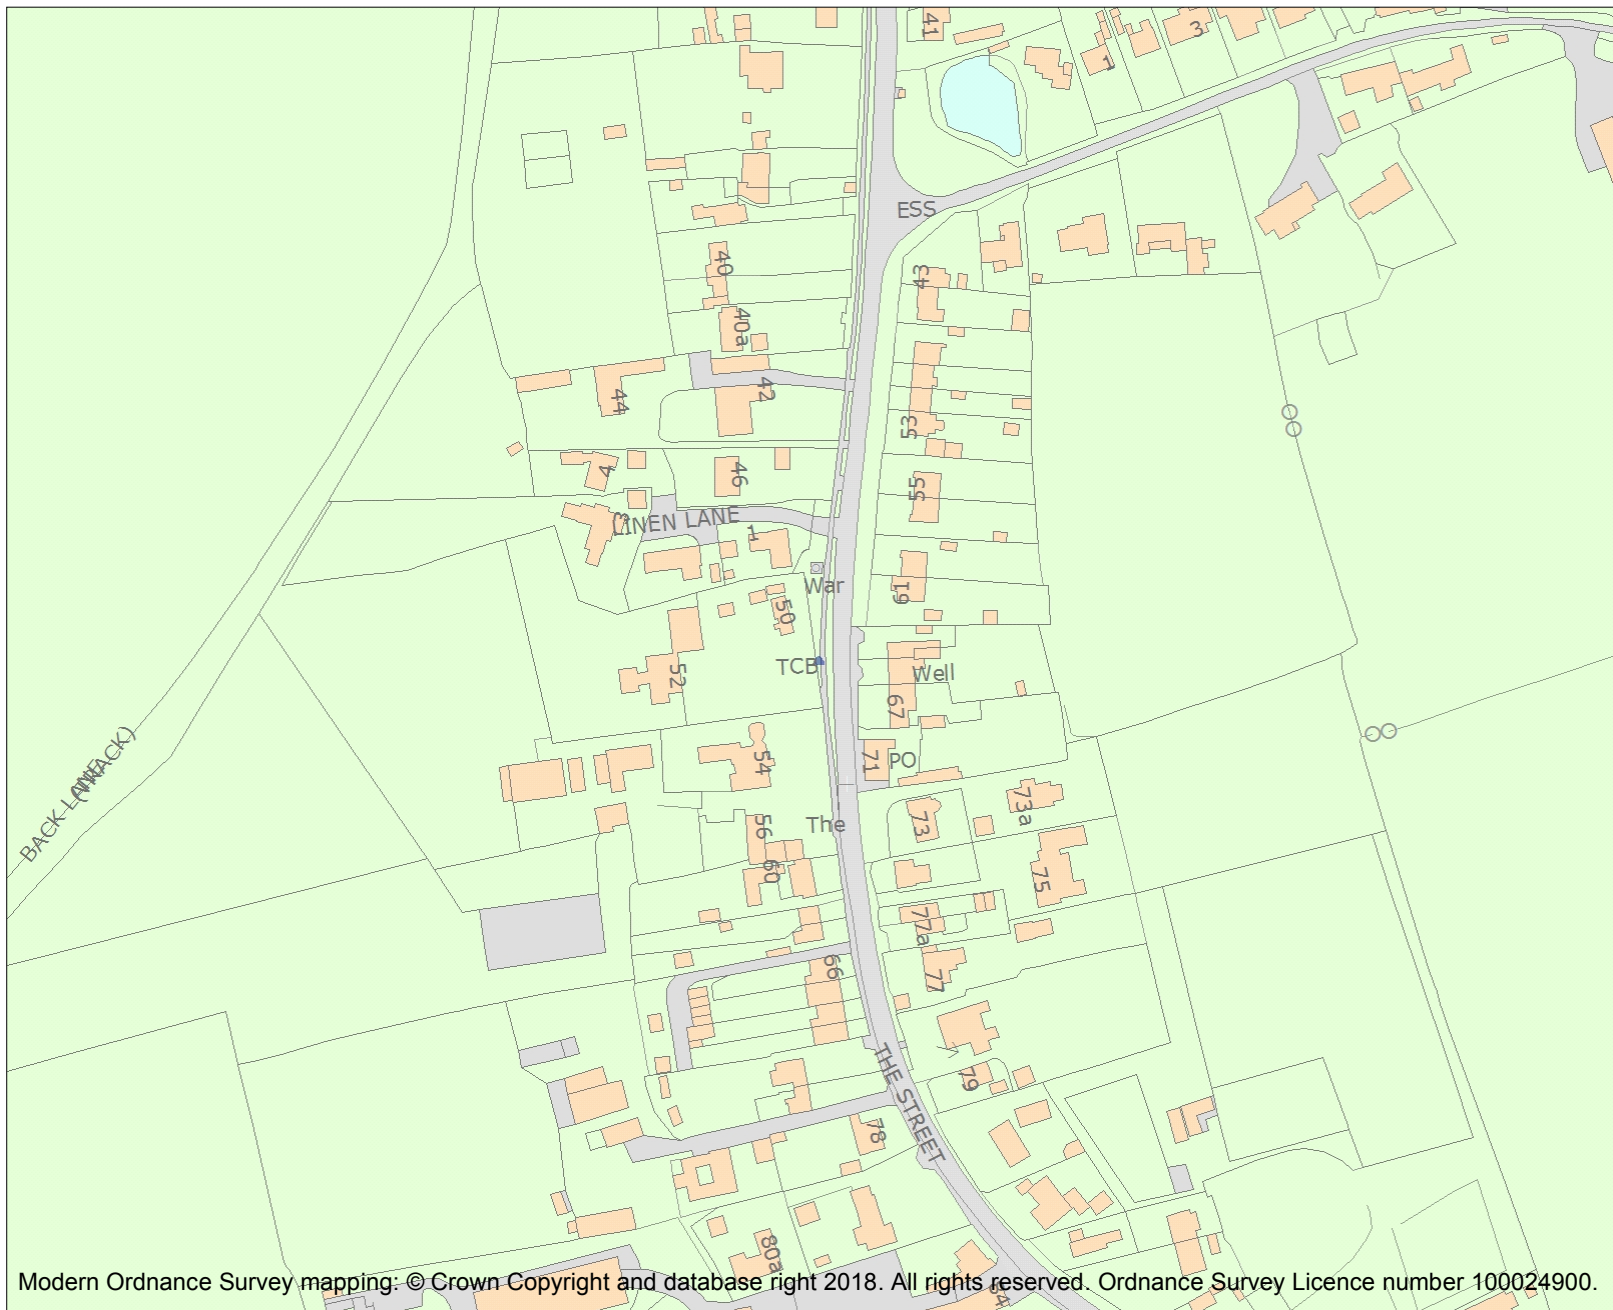 41
3
1
ESS
40
43
40a
42
44
53
46
4
55
3
LINEN LANE
1
War
61
50
TCB
52
Well
67
54
71
PO
BACK LANE
(TRACK)
73a
The
56
73
60
75
77a
66
77
THE STREET
79
78
80a
84
Modern Ordnance Survey mapping: © Crown Copyright and database right 2018. All rights reserved. Ordnance Survey Licence number 100024900.